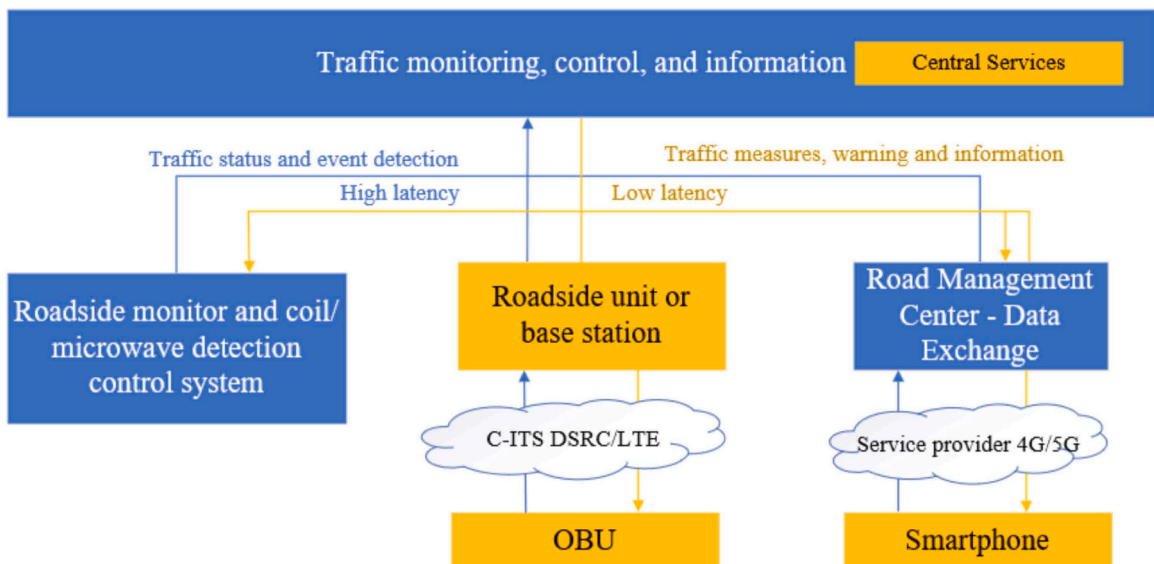 Traffic monitoring, control, and information
Central Services
Traffic status and event detection
Traffic measures, warning and information
High latency
Low latency
Roadside monitor and coil/
microwave detection
control system
Roadside unit or
base station
Road Management
Center - Data
Exchange
C-ITS DSRC/LTE
Service provider 4G/5G
OBU
Smartphone